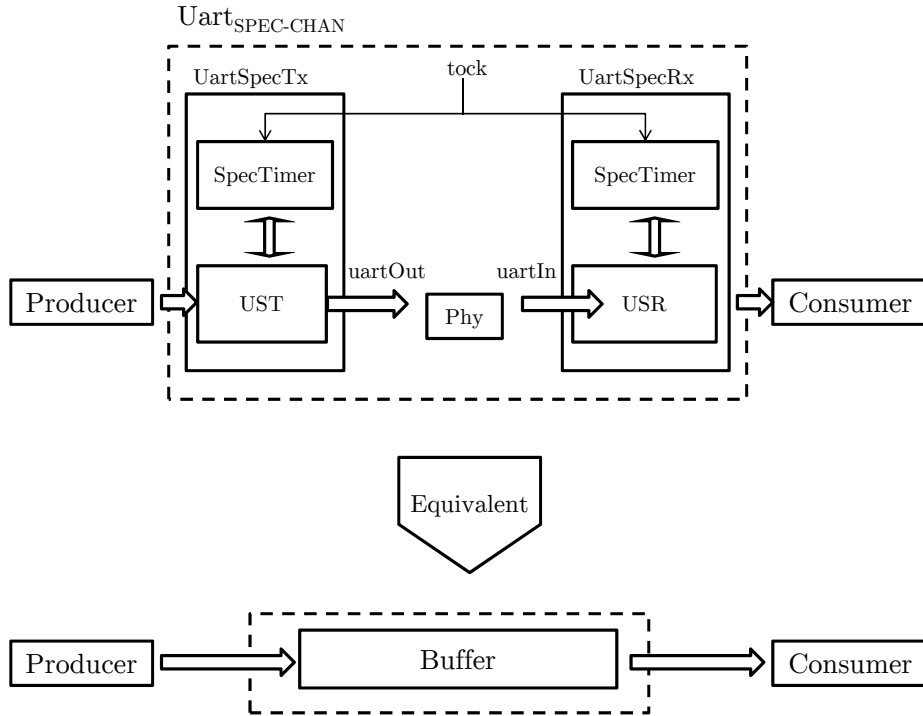 Uart_SPEC-CHAN
tock
UartSpecTx
UartSpecRx
SpecTimer
SpecTimer
uartOut
uartIn
Producer
UST
Phy
USR
Consumer
Equivalent
Producer
Buffer
Consumer